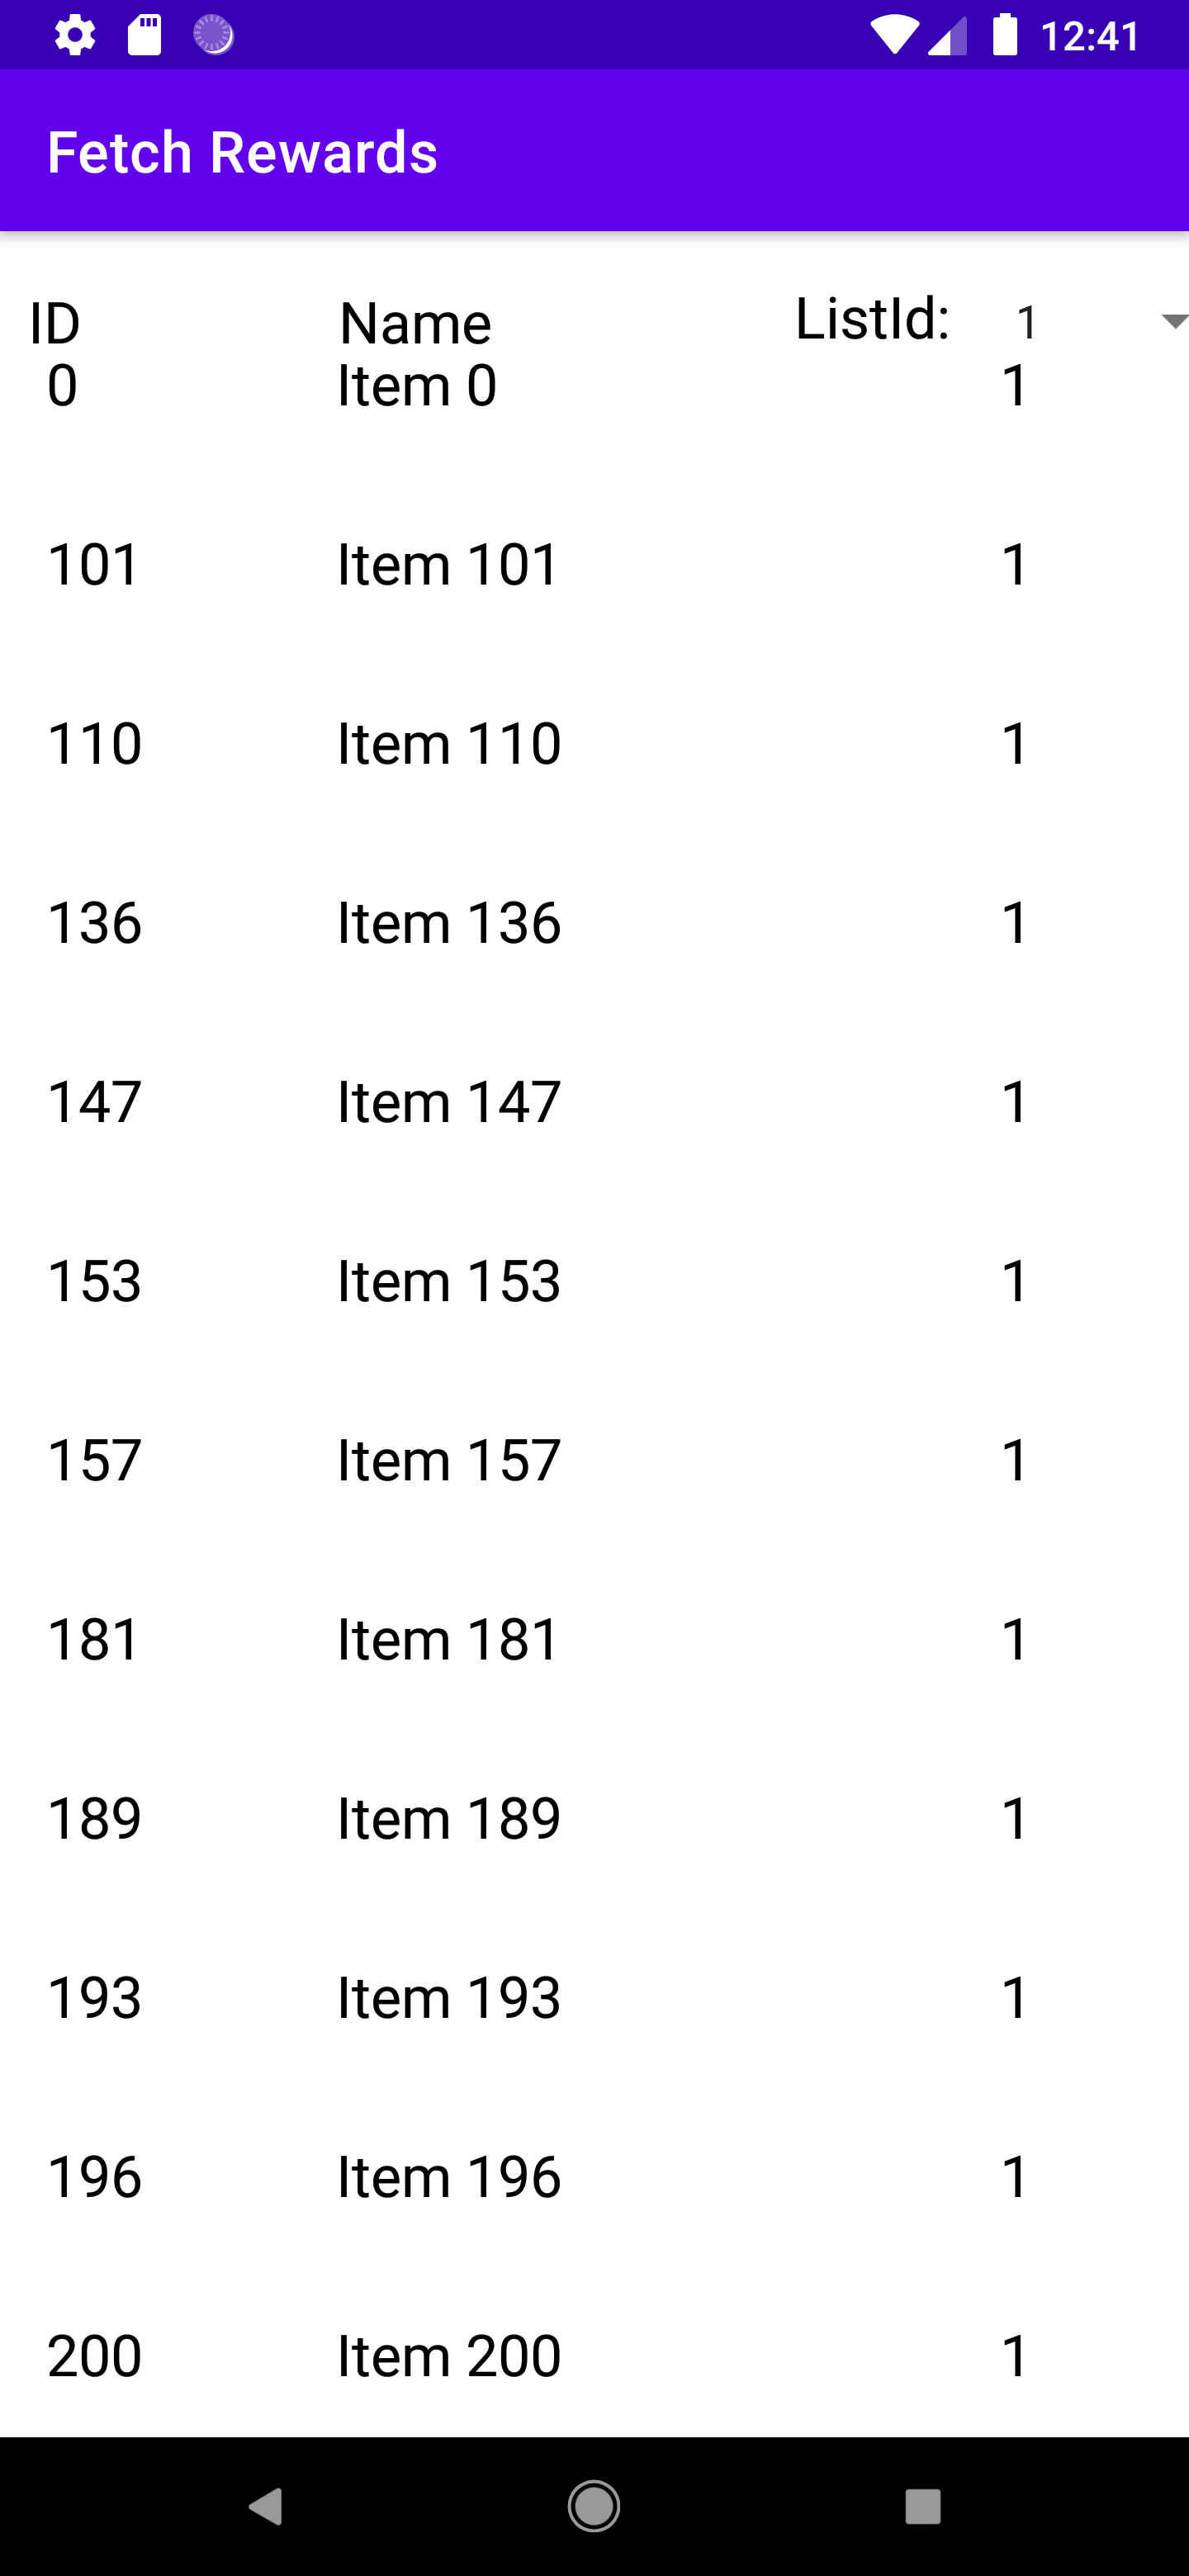 12:41
Fetch Rewards
ID Name ListId: 1
0 Item 0 1
101 Item 101 1
110 Item 110 1
136 Item 136 1
147 Item 147 1
153 Item 153 1
157 Item 157 1
181 Item 181 1
189 Item 189 1
193 Item 193 1
196 Item 196 1
200 Item 200 1